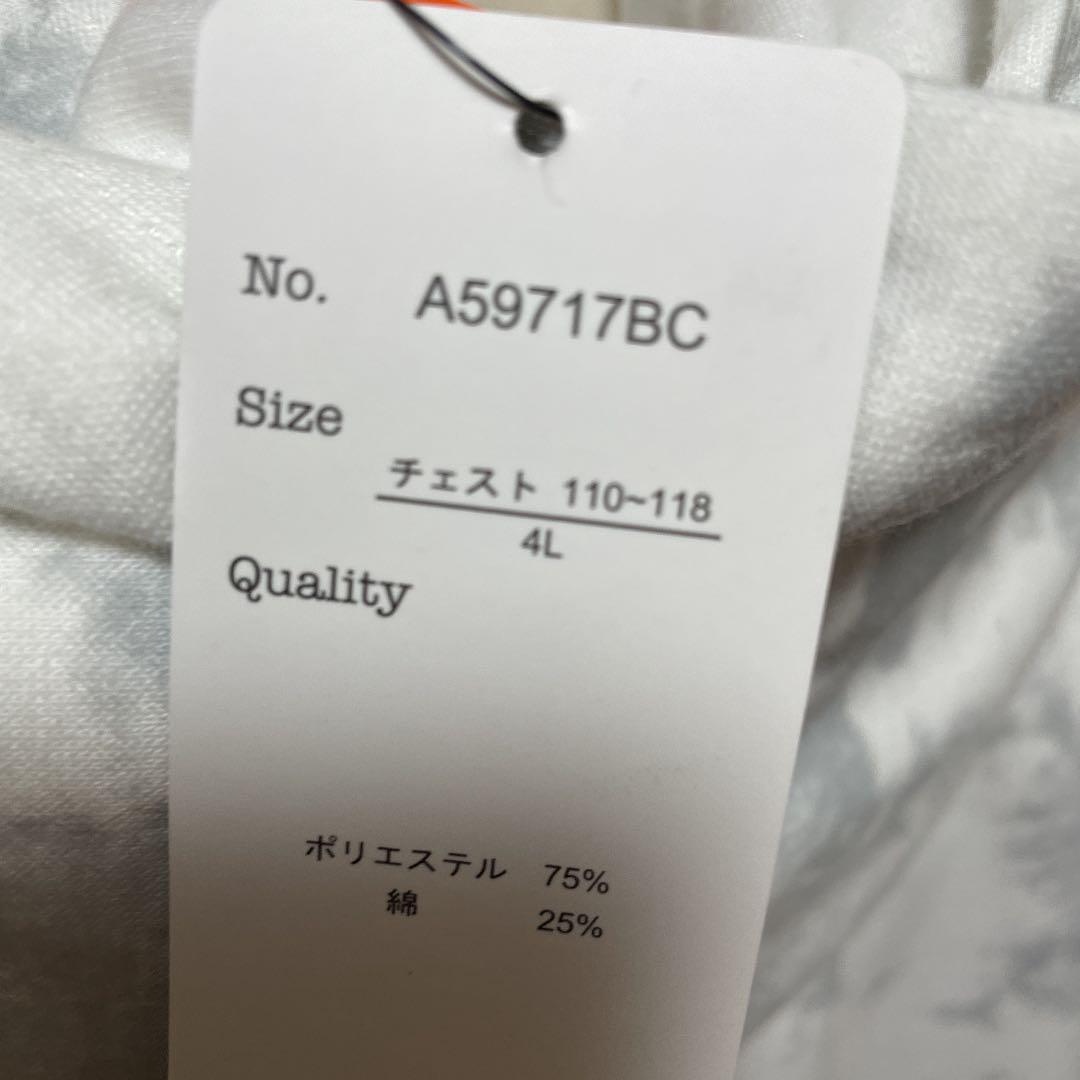 No. A59717BC
Size
チェスト 110~118
4L
Quality
ポリエステル 75%
綿 25%